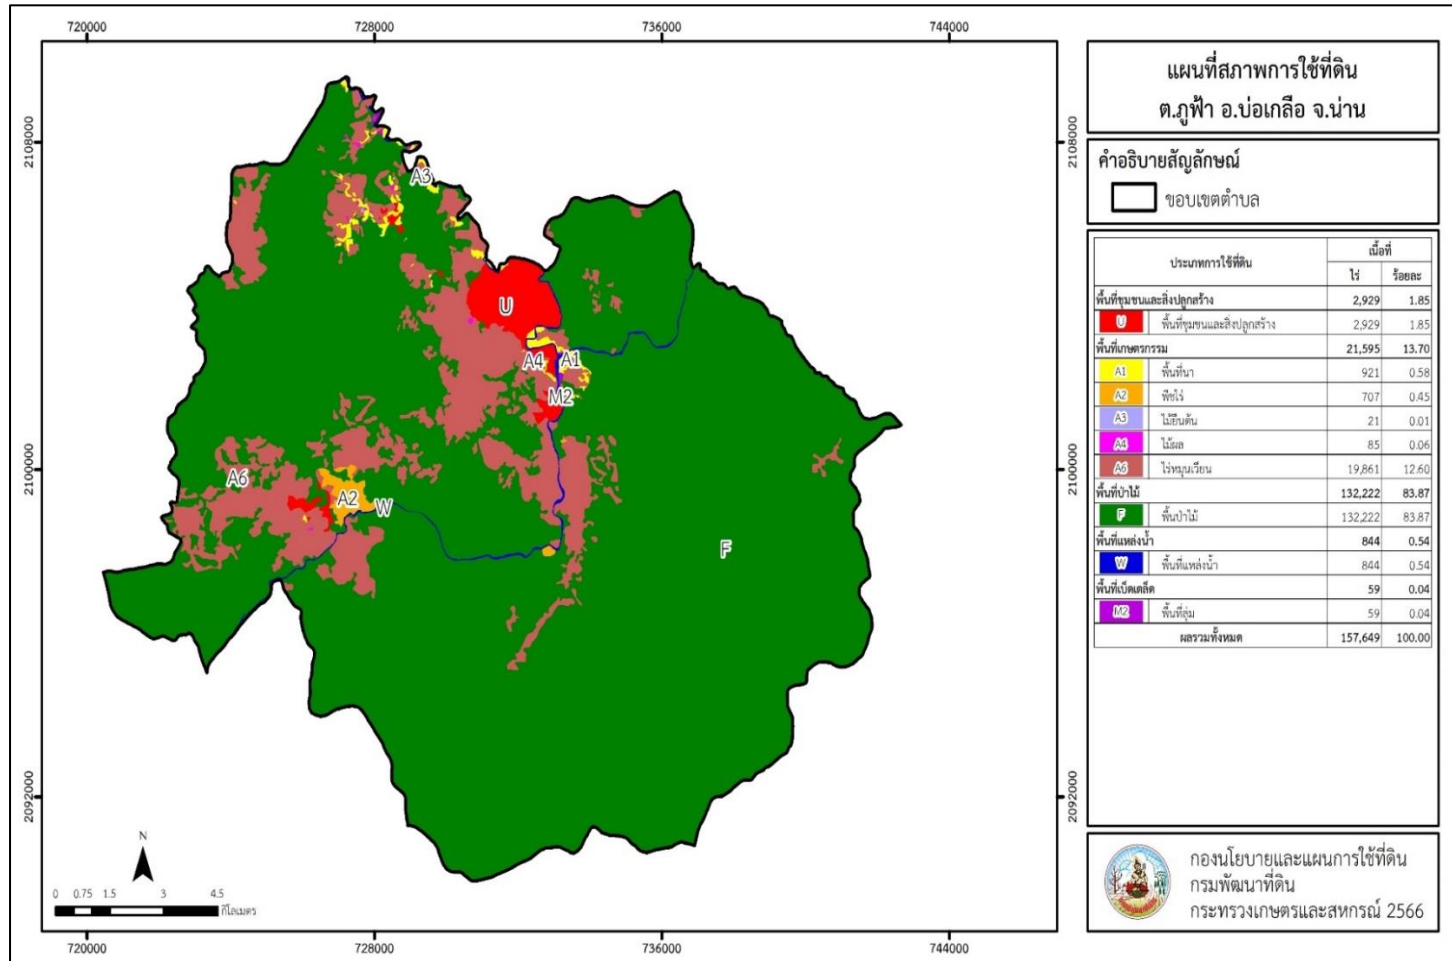 720000 728000 736000 744000
แผนที่สภาพการใช้ที่ดิน
ต.ภูฟ้า อ.บ่อเกลือ จ.น่าน
คำอธิบายสัญลักษณ์
ขอบเขตตำบล
ประเภทการใช้ที่ดิน เนื้อที่
ไร่ ร้อยละ
พื้นที่ชุมชนและสิ่งปลูกสร้าง 2,929 1.85
U พื้นที่ชุมชนและสิ่งปลูกสร้าง 2,929 1.85
พื้นที่เกษตรกรรม 21,595 13.70
A1 พื้นที่นา 921 0.58
A2 พืชไร่ 707 0.45
A3 ไม้ยืนต้น 21 0.01
A4 ไม้ผล 85 0.06
A6 ไร่หมุนเวียน 19,861 12.60
พื้นที่ป่าไม้ 132,222 83.87
F พื้นป่าไม้ 132,222 83.87
พื้นที่แหล่งน้ำ 844 0.54
W พื้นที่แหล่งน้ำ 844 0.54
พื้นที่เบ็ดเตล็ด 59 0.04
M2 พื้นที่ลุ่ม 59 0.04
ผลรวมทั้งหมด 157,649 100.00
กองนโยบายและแผนการใช้ที่ดิน
กรมพัฒนาที่ดิน
กระทรวงเกษตรและสหกรณ์ 2566
2108000 2108000
A3
U
A4 A1
M2
2100000 2100000
A6
A2
W
F
2092000 2092000
N
0 0.75 1.5 3 4.5
กิโลเมตร
720000 728000 736000 744000